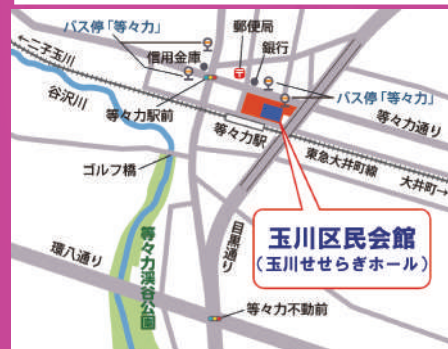 バス停「等々力」
郵便局
←二子玉川
信用金庫
銀行
谷沢川
バス停「等々力」
等々力駅前
等々力通り
等々力駅
東急大井町線
大井町→
ゴルフ橋
目黒通り
玉川区民会館
(玉川せせらぎホール)
環八通り
等々力渓谷公園
等々力不動前